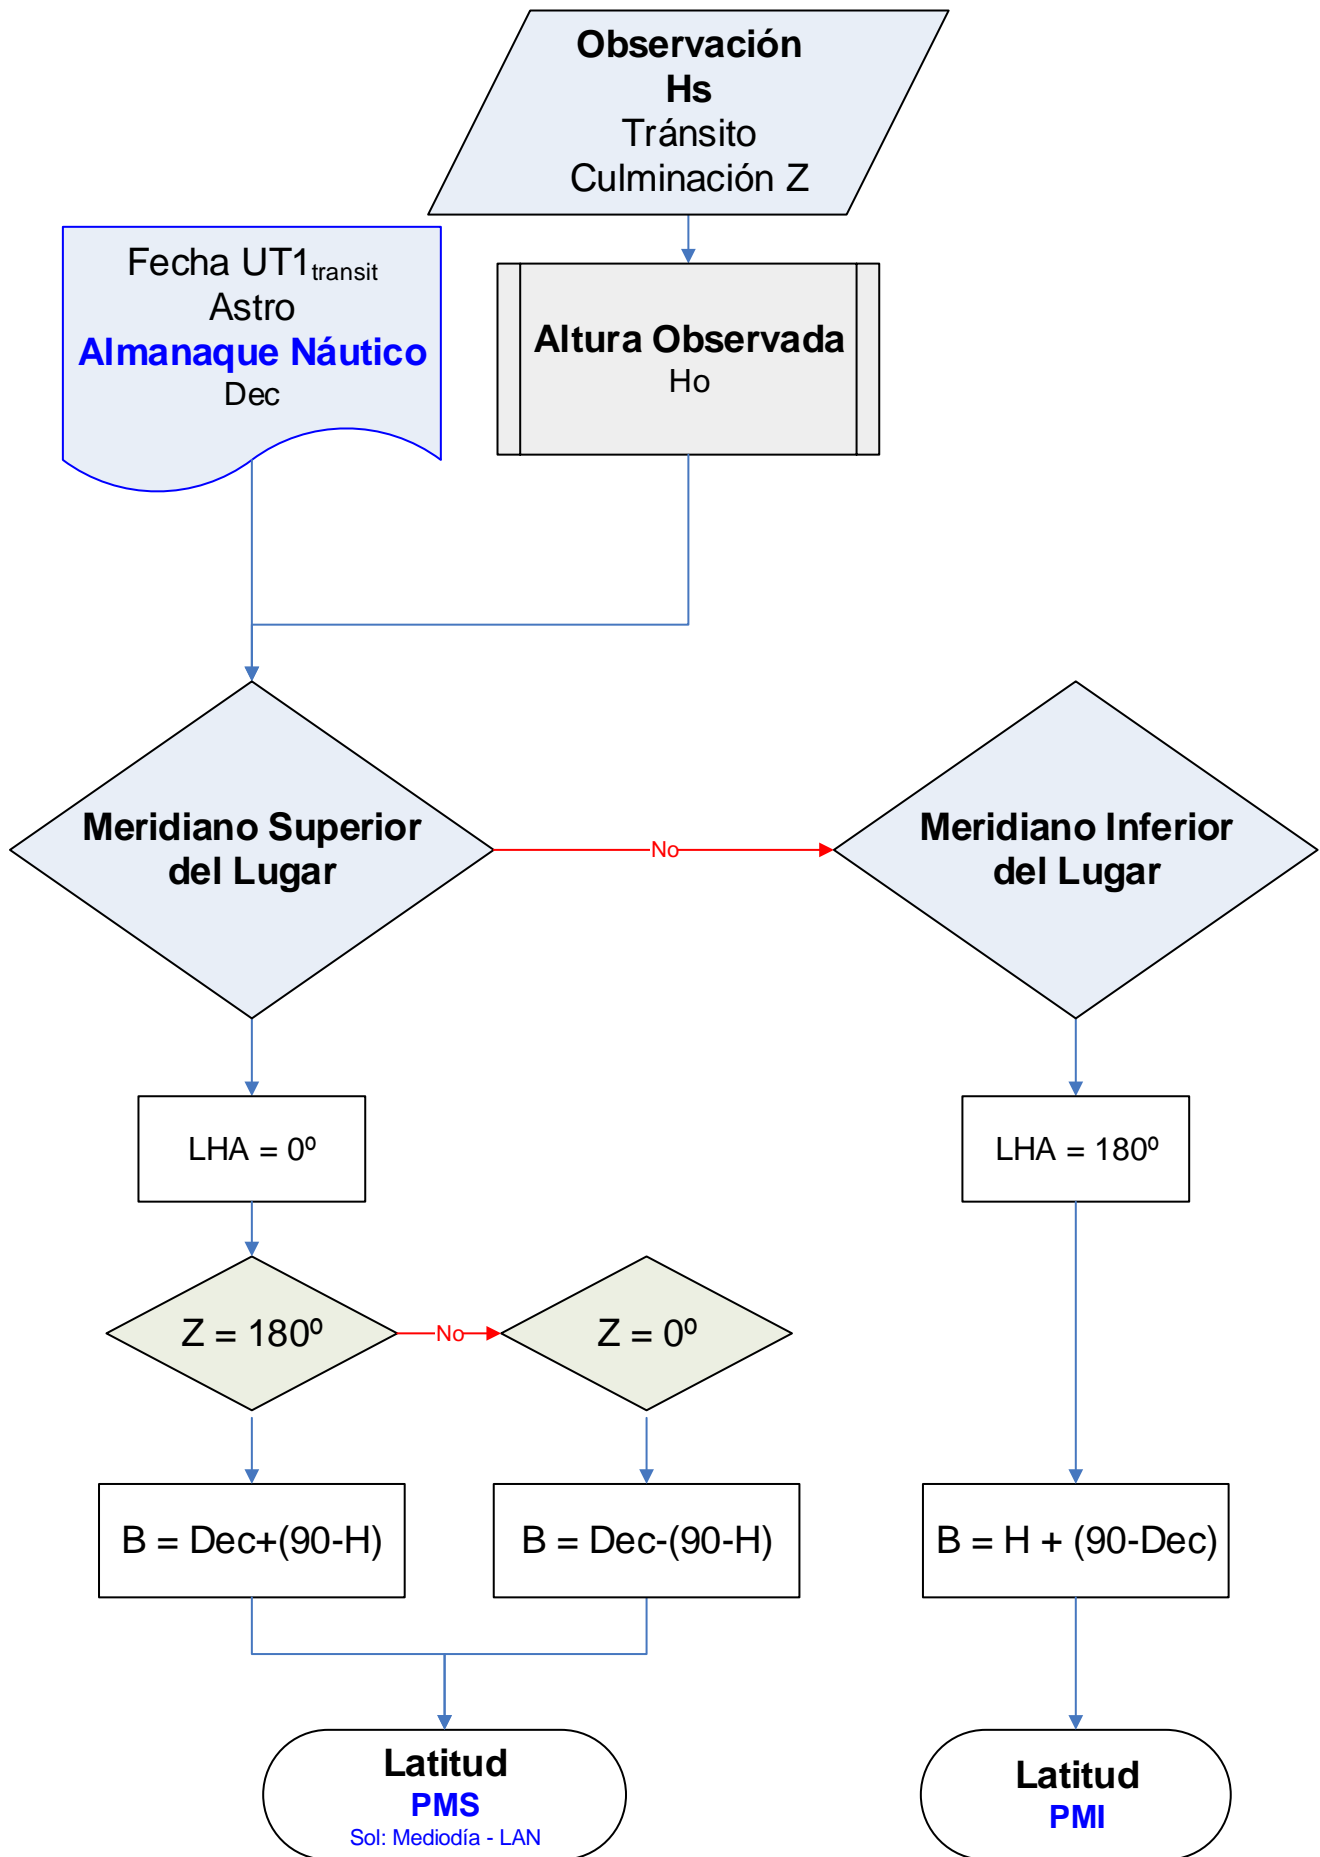 Observación
Hs
Tránsito
Culminación Z
Fecha UT1transit
Astro
Almanaque Náutico
Dec
Altura Observada
Ho
Meridiano Superior
del Lugar
No
Meridiano Inferior
del Lugar
LHA = 0º
LHA = 180º
Z = 180º
No
Z = 0º
B = Dec+(90-H)
B = Dec-(90-H)
B = H + (90-Dec)
Latitud
PMS
Sol: Mediodía - LAN
Latitud
PMI